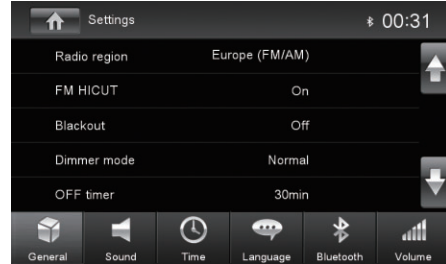 Settings 00:31
Radio region Europe (FM/AM)
FM HICUT On
Blackout Off
Dimmer mode Normal
OFF timer 30min
General Sound Time Language Bluetooth Volume